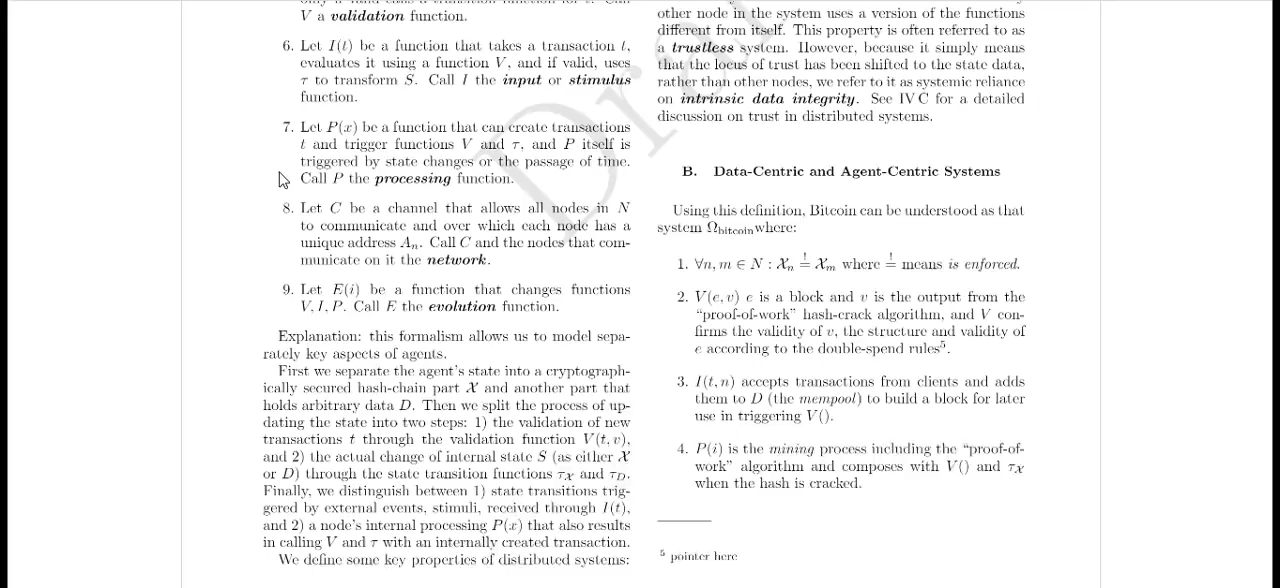 V a validation function.
6. Let I(t) be a function that takes a transaction t,
evaluates it using a function V, and if valid, uses
τ to transform S. Call I the input or stimulus
function.
7. Let P(x) be a function that can create transactions
t and trigger functions V and τ, and P itself is
triggered by state changes or the passage of time.
Call P the processing function.
8. Let C be a channel that allows all nodes in N
to communicate and over which each node has a
unique address Aₙ. Call C and the nodes that com-
municate on it the network.
9. Let E(i) be a function that changes functions
V, I, P. Call E the evolution function.
Explanation: this formalism allows us to model sepa-
rately key aspects of agents.
First we separate the agent's state into a cryptograph-
ically secured hash-chain part 𝒳 and another part that
holds arbitrary data D. Then we split the process of up-
dating the state into two steps: 1) the validation of new
transactions t through the validation function V(t, v),
and 2) the actual change of internal state S (as either 𝒳
or D) through the state transition functions τ𝒳 and τD.
Finally, we distinguish between 1) state transitions trig-
gered by external events, stimuli, received through I(t),
and 2) a node's internal processing P(x) that also results
in calling V and τ with an internally created transaction.
We define some key properties of distributed systems:
other node in the system uses a version of the functions
different from itself. This property is often referred to as
a trustless system. However, because it simply means
that the locus of trust has been shifted to the state data,
rather than other nodes, we refer to it as systemic reliance
on intrinsic data integrity. See IV C for a detailed
discussion on trust in distributed systems.
B. Data-Centric and Agent-Centric Systems
Using this definition, Bitcoin can be understood as that
system Ωbitcoin where:
1. ∀n, m ∈ N : 𝒳ₙ =! 𝒳ₘ where =! means is enforced.
2. V(e, v) e is a block and v is the output from the
"proof-of-work" hash-crack algorithm, and V con-
firms the validity of v, the structure and validity of
e according to the double-spend rules⁵.
3. I(t, n) accepts transactions from clients and adds
them to D (the mempool) to build a block for later
use in triggering V().
4. P(i) is the mining process including the "proof-of-
work" algorithm and composes with V() and τ𝒳
when the hash is cracked.
⁵ pointer here